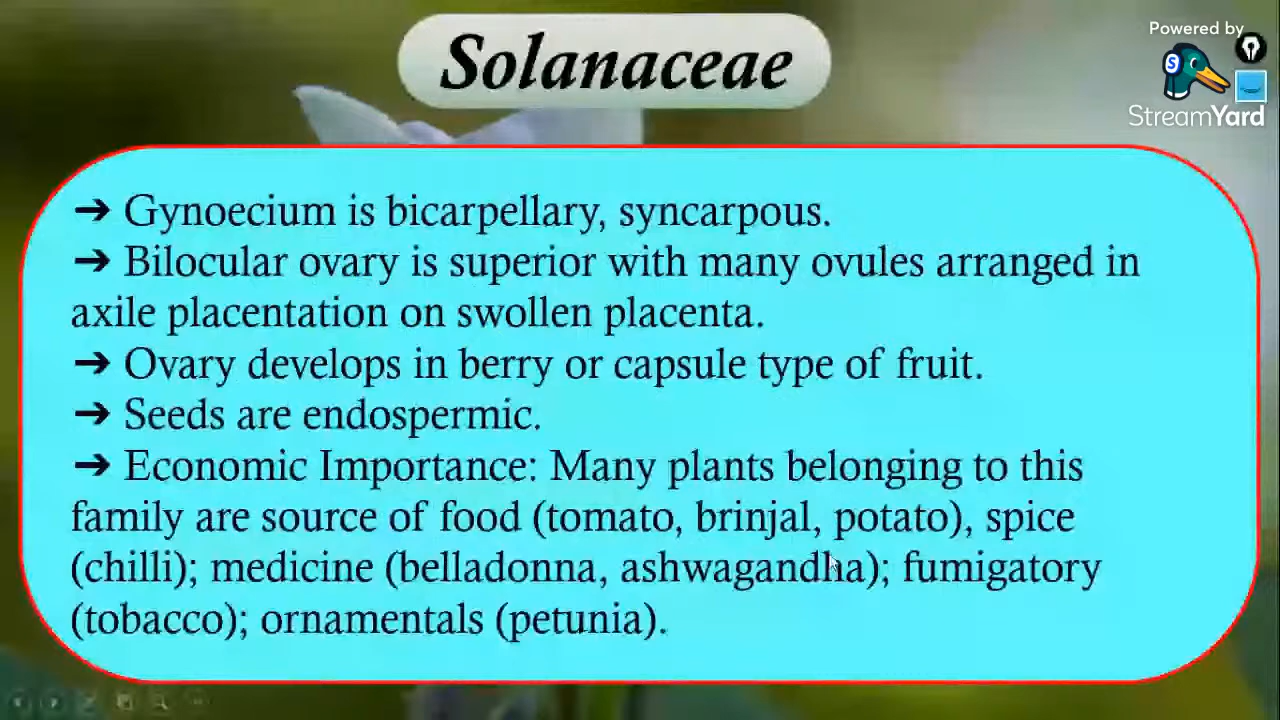 Solanaceae
Powered by
StreamYard
➔ Gynoecium is bicarpellary, syncarpous.
➔ Bilocular ovary is superior with many ovules arranged in
axile placentation on swollen placenta.
➔ Ovary develops in berry or capsule type of fruit.
➔ Seeds are endospermic.
➔ Economic Importance: Many plants belonging to this
family are source of food (tomato, brinjal, potato), spice
(chilli); medicine (belladonna, ashwagandha); fumigatory
(tobacco); ornamentals (petunia).